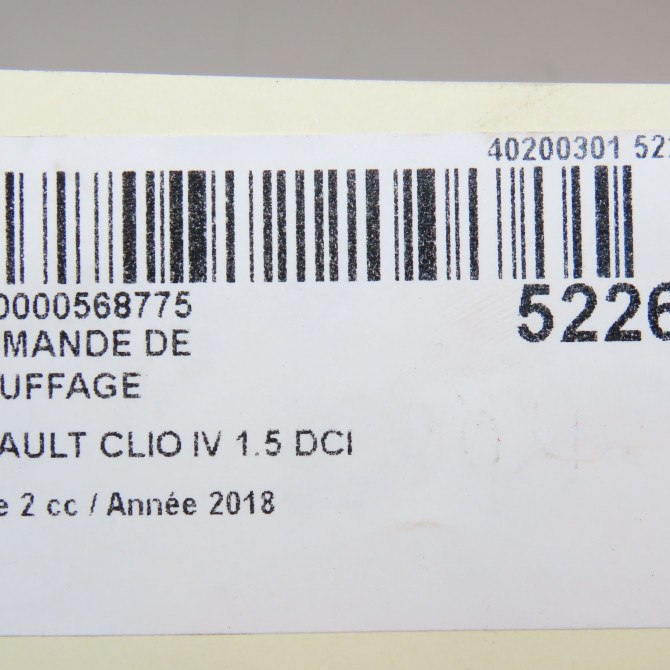 40200301 522
0000568775
5226
MANDE DE
UFFAGE
AULT CLIO IV 1.5 DCI
e 2 cc / Année 2018